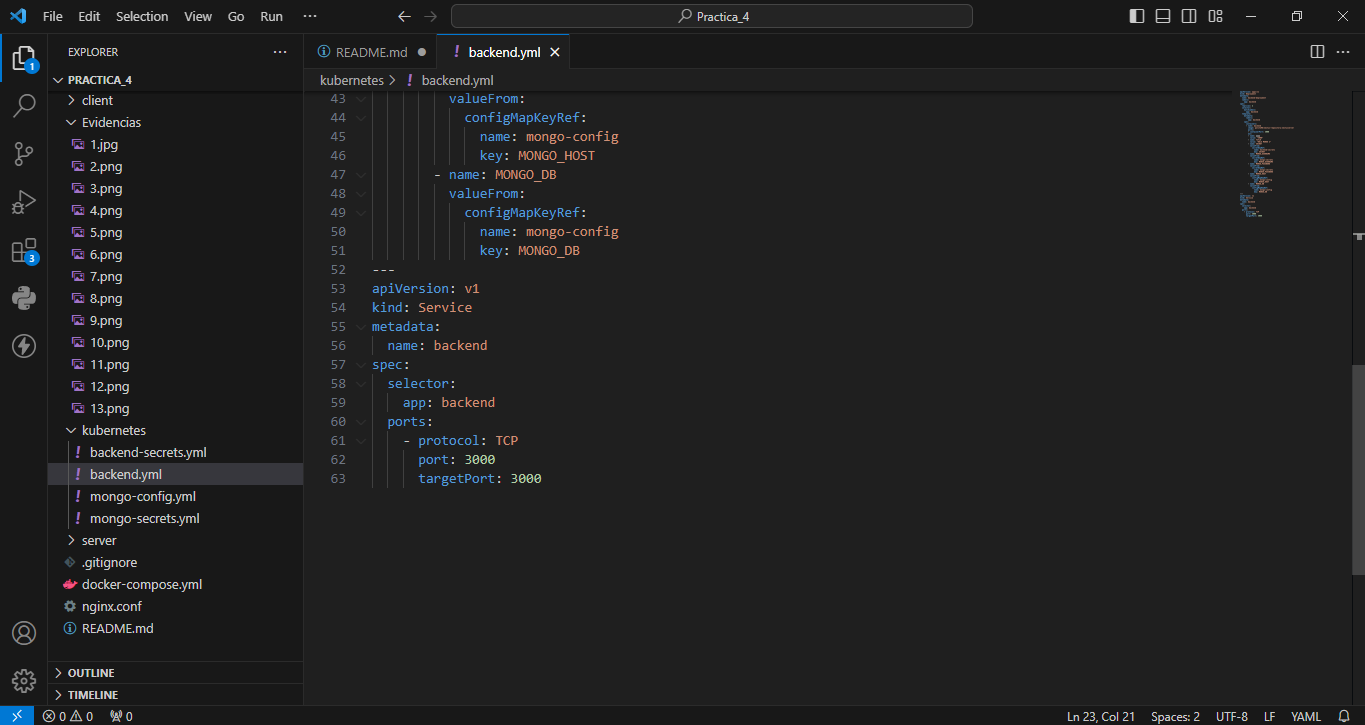 File Edit Selection View Go Run ···
Practica_4
EXPLORER ···
PRACTICA_4
client
Evidencias
1.jpg
2.png
3.png
4.png
5.png
6.png
7.png
8.png
9.png
10.png
11.png
12.png
13.png
kubernetes
! backend-secrets.yml
! backend.yml
! mongo-config.yml
! mongo-secrets.yml
server
.gitignore
docker-compose.yml
nginx.conf
README.md
OUTLINE
TIMELINE
1
3
README.md
! backend.yml
kubernetes > ! backend.yml
43 valueFrom:
44 configMapKeyRef:
45 name: mongo-config
46 key: MONGO_HOST
47 - name: MONGO_DB
48 valueFrom:
49 configMapKeyRef:
50 name: mongo-config
51 key: MONGO_DB
52 ---
53 apiVersion: v1
54 kind: Service
55 metadata:
56 name: backend
57 spec:
58 selector:
59 app: backend
60 ports:
61 - protocol: TCP
62 port: 3000
63 targetPort: 3000
0 0 0
Ln 23, Col 21 Spaces: 2 UTF-8 LF YAML